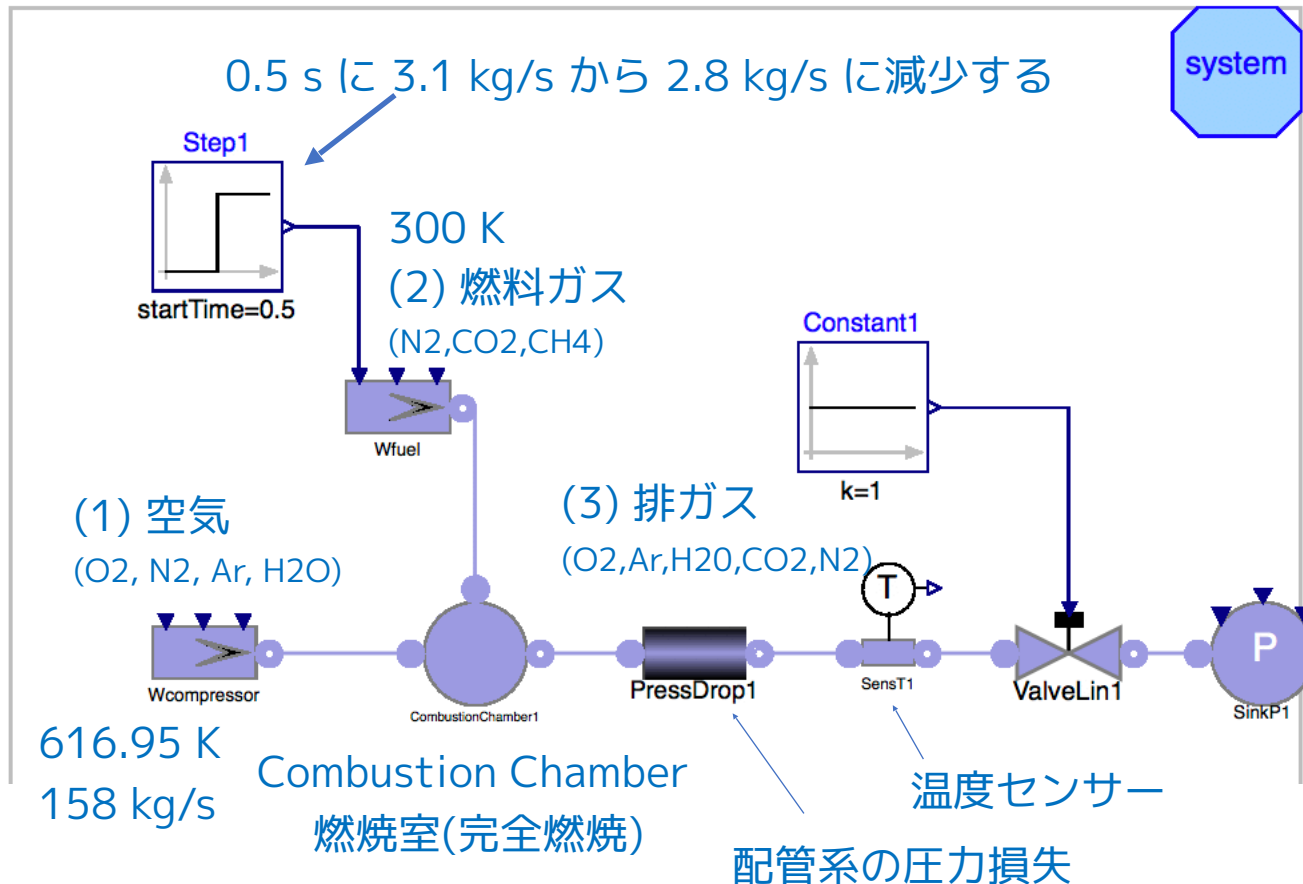 0.5 s に 3.1 kg/s から 2.8 kg/s に減少する
system
Step1
startTime=0.5
300 K
(2) 燃料ガス
(N2,CO2,CH4)
Wfuel
Constant1
k=1
(1) 空気
(O2, N2, Ar, H2O)
(3) 排ガス
(O2,Ar,H20,CO2,N2)
T
P
Wcompressor
CombustionChamber1
PressDrop1
SensT1
ValveLin1
SinkP1
616.95 K
158 kg/s
Combustion Chamber
燃焼室(完全燃焼)
温度センサー
配管系の圧力損失